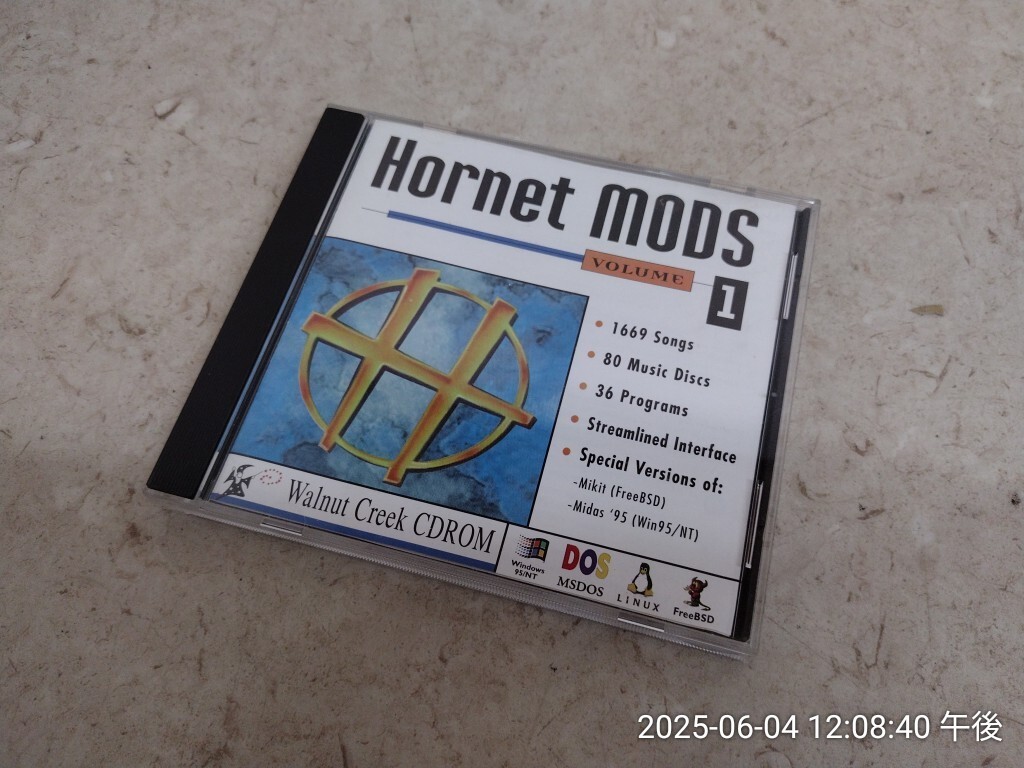 Hornet MODS
VOLUME
1
• 1669 Songs
• 80 Music Discs
• 36 Programs
• Streamlined Interface
• Special Versions of:
-Mikit (FreeBSD)
-Midas '95 (Win95/NT)
Walnut Creek CDROM
Windows
95/NT
DOS
MSDOS
LINUX
FreeBSD
2025-06-04 12:08:40 午後